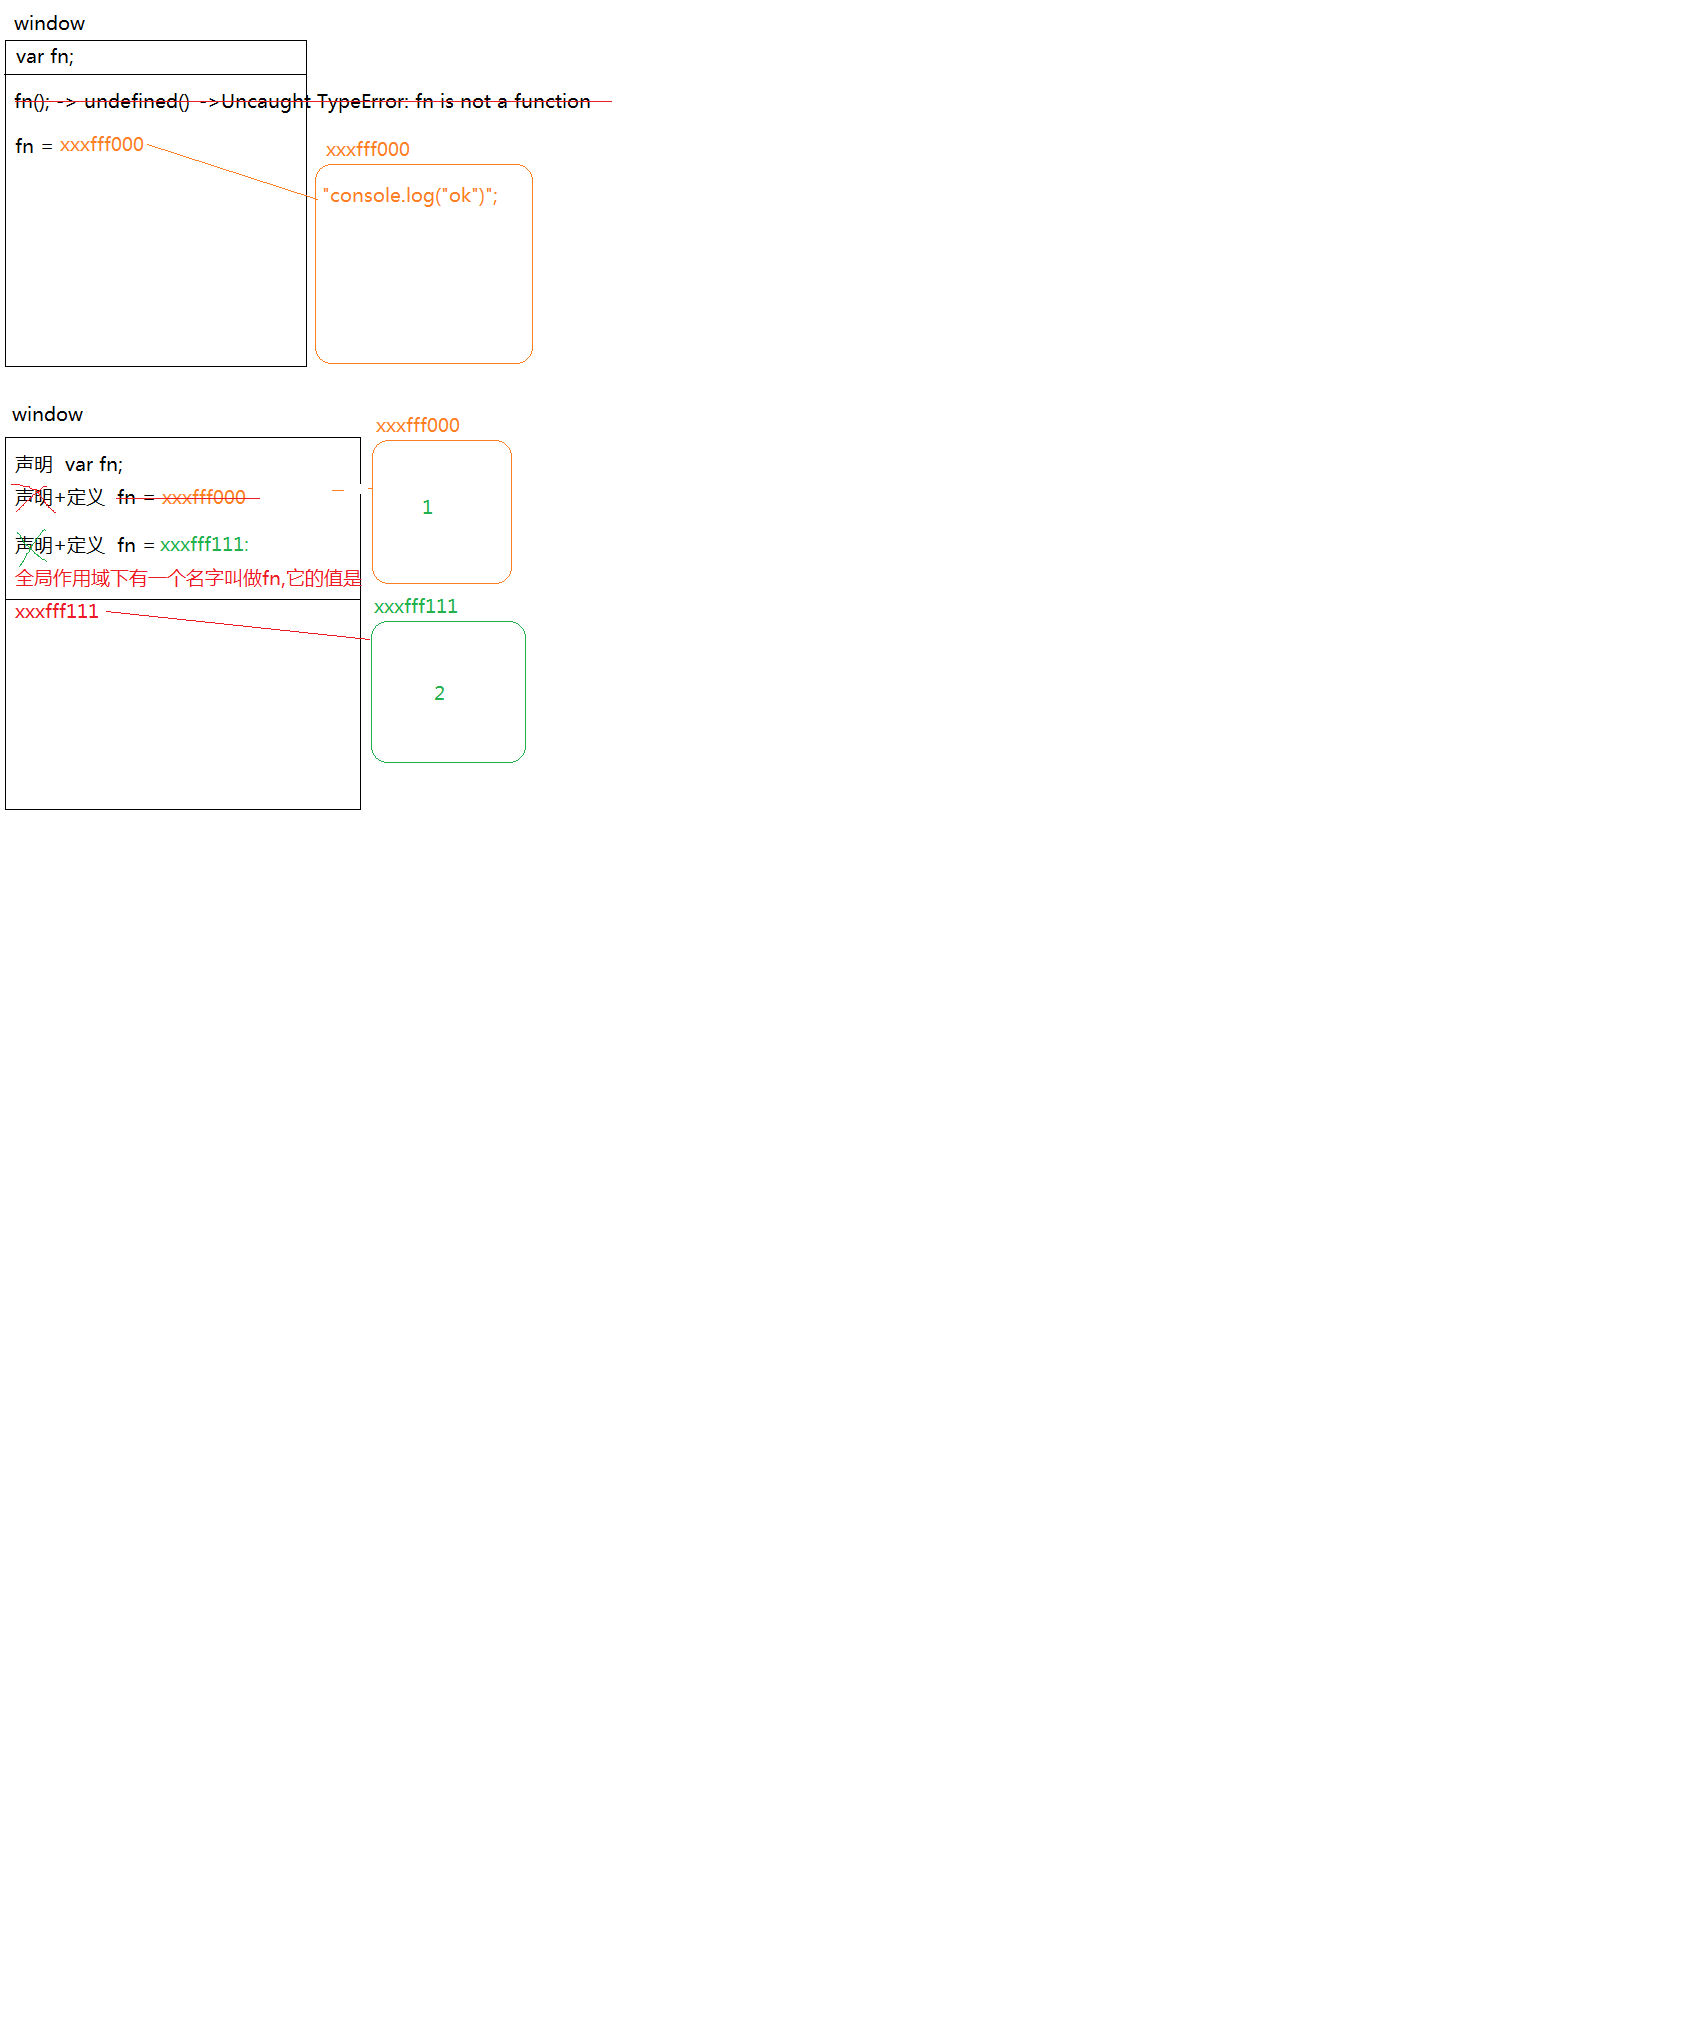 window
var fn;
fn(); -> undefined() ->Uncaught TypeError: fn is not a function
fn = xxxfff000
xxxfff000
"console.log("ok")";
window
xxxfff000
声明 var fn;
声明+定义 fn = xxxfff000
1
声明+定义 fn = xxxfff111:
全局作用域下有一个名字叫做fn,它的值是
xxxfff111
xxxfff111
2